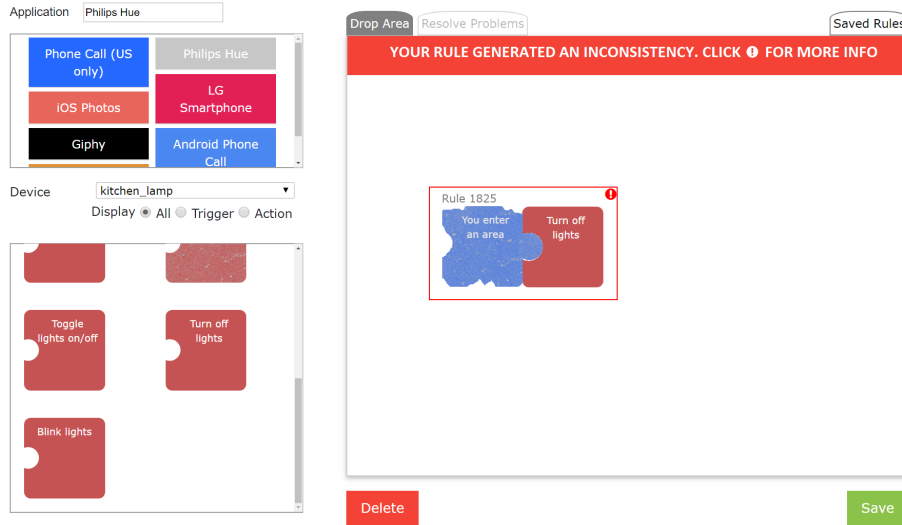 Application
Philips Hue
Phone Call (US
only)
Philips Hue
iOS Photos
LG
Smartphone
Giphy
Android Phone
Call
Device
kitchen_lamp
Display
All
Trigger
Action
Toggle
lights on/off
Turn off
lights
Blink lights
Drop Area
Resolve Problems
Saved Rules
YOUR RULE GENERATED AN INCONSISTENCY. CLICK ! FOR MORE INFO
Rule 1825
!
You enter
an area
Turn off
lights
Delete
Save